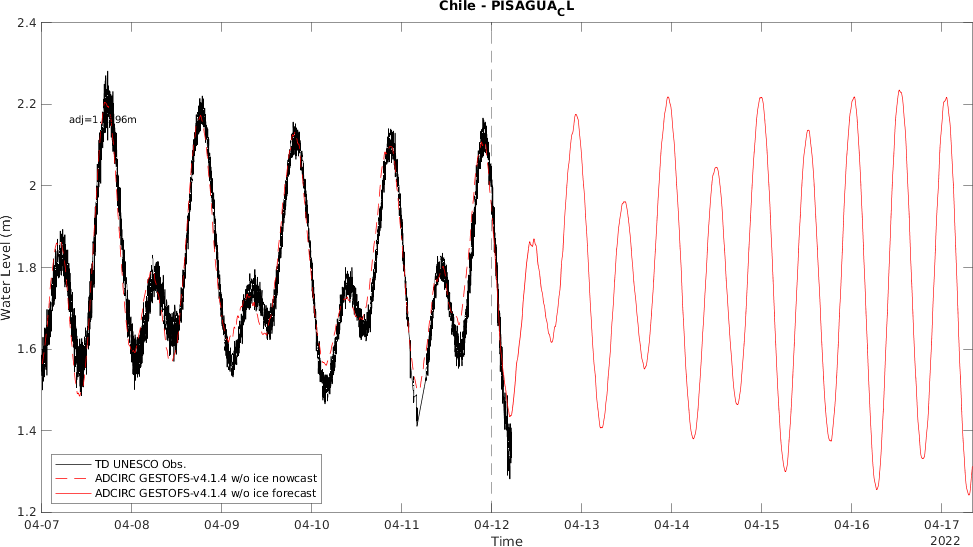 Chile - PISAGUA_CL
2.4
2.2
2
1.8
1.6
1.4
1.2
Water Level (m)
TD UNESCO Obs.
ADCIRC GESTOFS-v4.1.4 w/o ice nowcast
ADCIRC GESTOFS-v4.1.4 w/o ice forecast
04-07 04-08 04-09 04-10 04-11 04-12 04-13 04-14 04-15 04-16 04-17
Time
2022